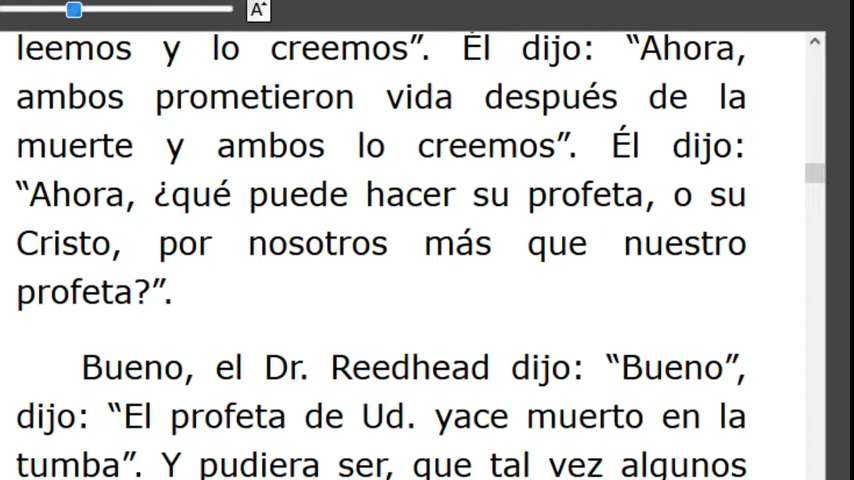 A
leemos y lo creemos”. Él dijo: “Ahora,
ambos prometieron vida después de la
muerte y ambos lo creemos”. Él dijo:
“Ahora, ¿qué puede hacer su profeta, o su
Cristo, por nosotros más que nuestro
profeta?”.
Bueno, el Dr. Reedhead dijo: “Bueno”,
dijo: “El profeta de Ud. yace muerto en la
tumba”. Y pudiera ser, que tal vez algunos